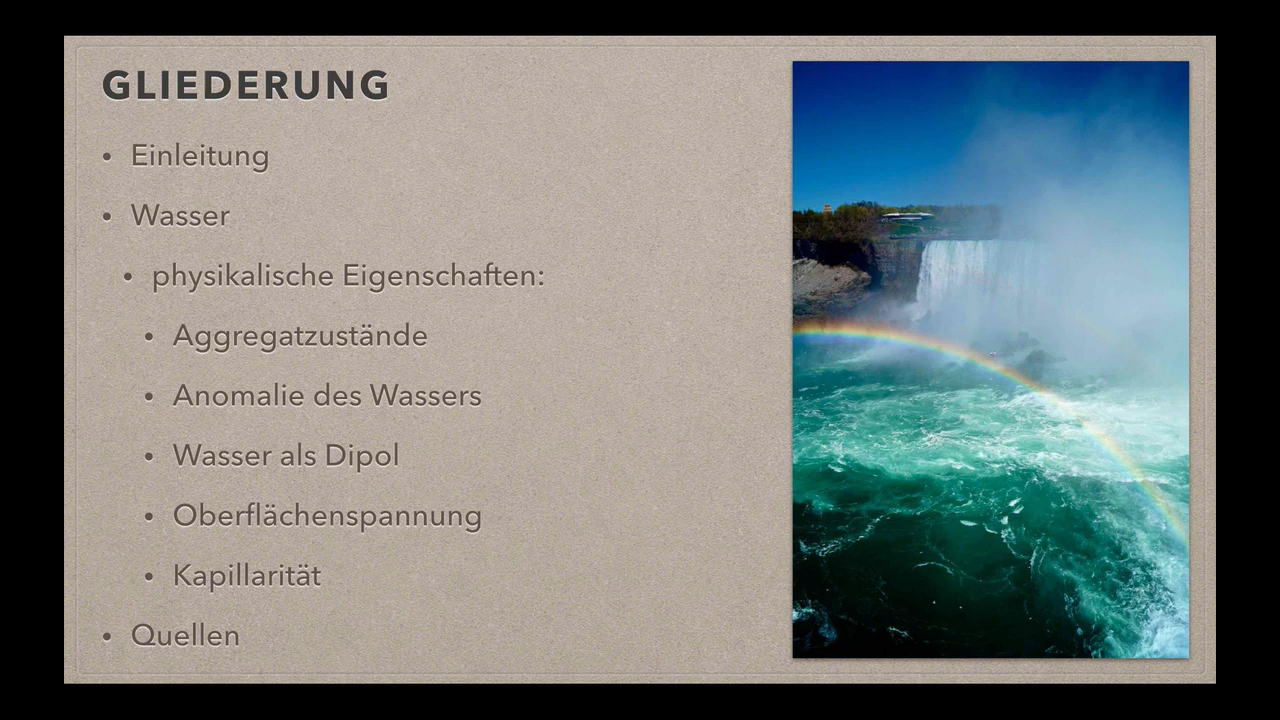 GLIEDERUNG
• Einleitung
• Wasser
• physikalische Eigenschaften:
• Aggregatzustände
• Anomalie des Wassers
• Wasser als Dipol
• Oberflächenspannung
• Kapillarität
• Quellen